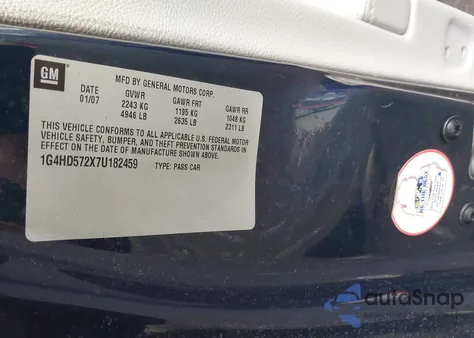 GM
MFD BY GENERAL MOTORS CORP.
DATE GVWR GAWR FRT GAWR RR
01/07 2243 KG 1195 KG 1048 KG
4946 LB 2635 LB 2311 LB
THIS VEHICLE CONFORMS TO ALL APPLICABLE U.S. FEDERAL MOTOR
VEHICLE SAFETY, BUMPER, AND THEFT PREVENTION STANDARDS IN
EFFECT ON THE DATE OF MANUFACTURE SHOWN ABOVE.
1G4HD572X7U182459 TYPE: PASS CAR
autoSnap